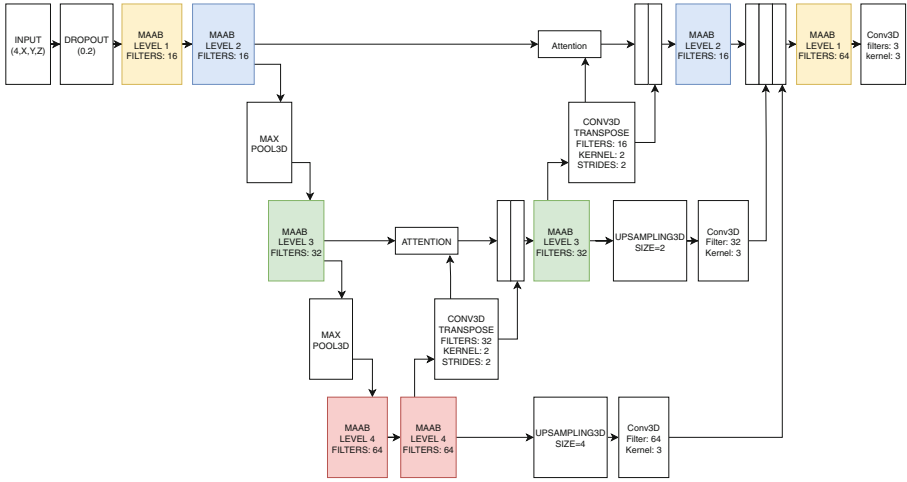 INPUT
(4,X,Y,Z)
DROPOUT
(0.2)
MAAB
LEVEL 1
FILTERS: 16
MAAB
LEVEL 2
FILTERS: 16
Attention
MAAB
LEVEL 2
FILTERS: 16
MAAB
LEVEL 1
FILTERS: 64
Conv3D
filters: 3
kernel: 3
MAX
POOL3D
CONV3D
TRANSPOSE
FILTERS: 16
KERNEL: 2
STRIDES: 2
MAAB
LEVEL 3
FILTERS: 32
ATTENTION
MAAB
LEVEL 3
FILTERS: 32
UPSAMPLING3D
SIZE=2
Conv3D
Filter: 32
Kernel: 3
MAX
POOL3D
CONV3D
TRANSPOSE
FILTERS: 32
KERNEL: 2
STRIDES: 2
MAAB
LEVEL 4
FILTERS: 64
MAAB
LEVEL 4
FILTERS: 64
UPSAMPLING3D
SIZE=4
Conv3D
Filter: 64
Kernel: 3